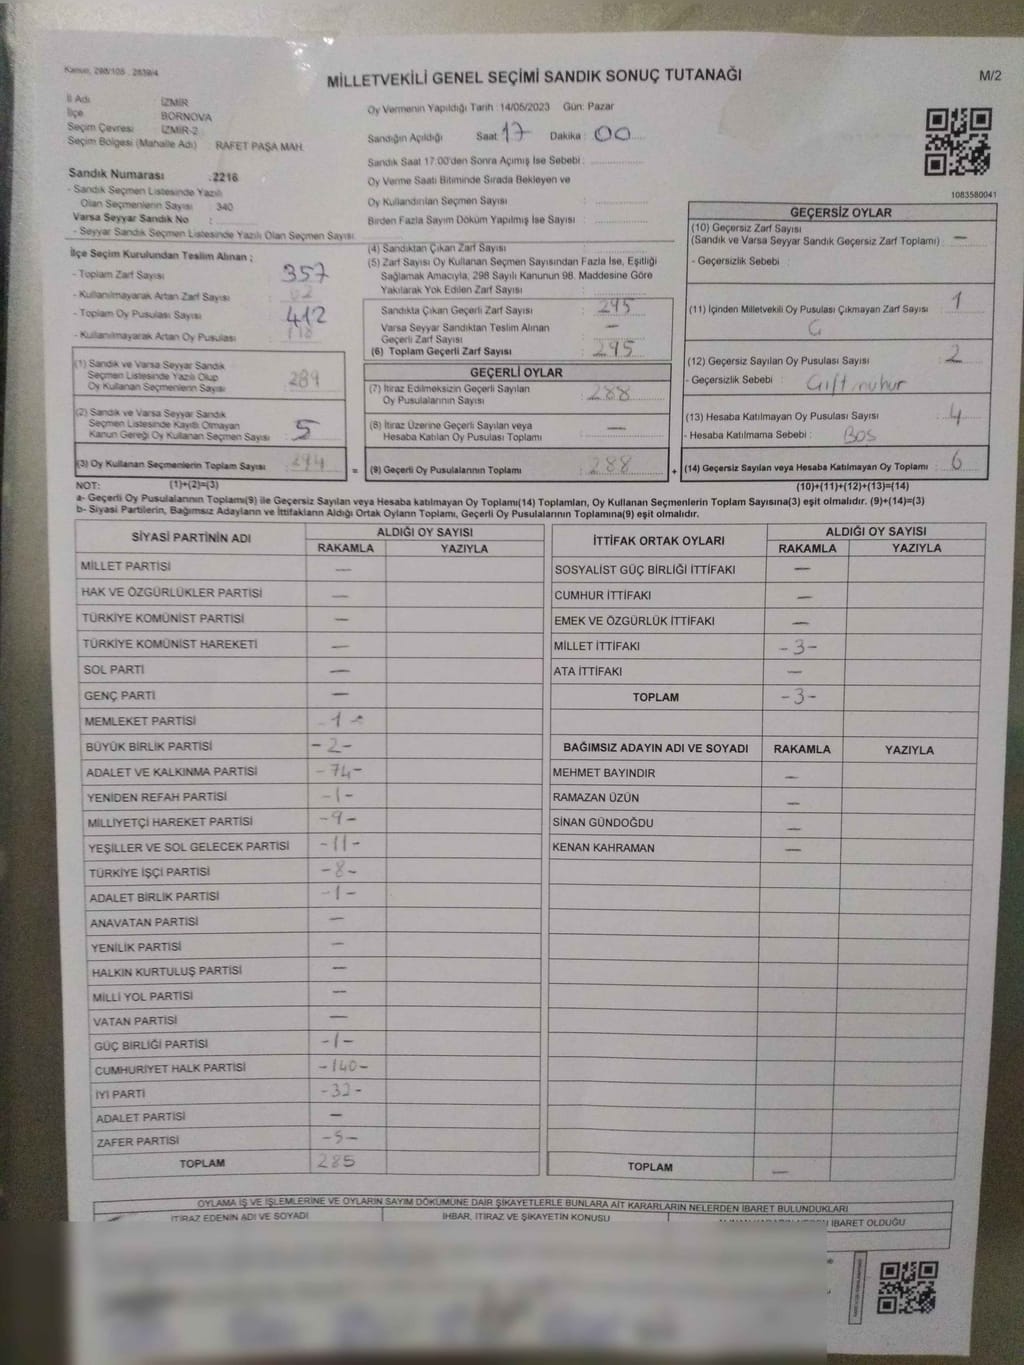 Kanun, 298/105 . 2839/4
MİLLETVEKİLİ GENEL SEÇİMİ SANDIK SONUÇ TUTANAĞI
M/2
İl Adı İZMİR
İlçe BORNOVA
Seçim Çevresi İZMİR-2
Seçim Bölgesi (Mahalle Adı) RAFET PAŞA MAH.
Oy Vermenin Yapıldığı Tarih :14/05/2023 Gün: Pazar
Sandığın Açıldığı Saat 17 Dakika : 00
Sandık Saat 17:00'den Sonra Açımış İse Sebebi :
Oy Verme Saati Bitiminde Sırada Bekleyen ve
Oy Kullandırılan Seçmen Sayısı :
Birden Fazla Sayım Döküm Yapılmış İse Sayısı :
1083580041
Sandık Numarası :2216
- Sandık Seçmen Listesinde Yazılı
Olan Seçmenlerin Sayısı 340
Varsa Seyyar Sandık No :
- Seyyar Sandık Seçmen Listesinde Yazılı Olan Seçmen Sayısı
İlçe Seçim Kurulundan Teslim Alınan ;
- Toplam Zarf Sayısı : 357
- Kullanılmayarak Artan Zarf Sayısı : 62
- Toplam Oy Pusulası Sayısı : 412
- Kullanılmayarak Artan Oy Pusulası : 118
(1) Sandık ve Varsa Seyyar Sandık
Seçmen Listesinde Yazılı Olup
Oy Kullanan Seçmenlerin Sayısı : 289
(2) Sandık ve Varsa Seyyar Sandık
Seçmen Listesinde Kayıtlı Olmayan
Kanun Gereği Oy Kullanan Seçmen Sayısı : 5
(3) Oy Kullanan Seçmenlerin Toplam Sayısı : 294
(4) Sandıktan Çıkan Zarf Sayısı :
(5) Zarf Sayısı Oy Kullanan Seçmen Sayısından Fazla İse, Eşitliği
Sağlamak Amacıyla, 298 Sayılı Kanunun 98. Maddesine Göre
Yakılarak Yok Edilen Zarf Sayısı :
Sandıkta Çıkan Geçerli Zarf Sayısı : 295
Varsa Seyyar Sandıktan Teslim Alınan
Geçerli Zarf Sayısı : —
(6) Toplam Geçerli Zarf Sayısı : 295
GEÇERLİ OYLAR
(7) İtiraz Edilmeksizin Geçerli Sayılan
Oy Pusulalarının Sayısı : 288
(8) İtiraz Üzerine Geçerli Sayılan veya
Hesaba Katılan Oy Pusulası Toplamı : —
= (9) Geçerli Oy Pusulalarının Toplamı : 288 +
GEÇERSİZ OYLAR
(10) Geçersiz Zarf Sayısı
(Sandık ve Varsa Seyyar Sandık Geçersiz Zarf Toplamı) : —
- Geçersizlik Sebebi :
(11) İçinden Milletvekili Oy Pusulası Çıkmayan Zarf Sayısı : 1
(12) Geçersiz Sayılan Oy Pusulası Sayısı : 2
- Geçersizlik Sebebi : Çift mühür
(13) Hesaba Katılmayan Oy Pusulası Sayısı : 4
- Hesaba Katılmama Sebebi : Boş
(14) Geçersiz Sayılan veya Hesaba Katılmayan Oy Toplamı : 6
NOT: (1)+(2)=(3)
(10)+(11)+(12)+(13)=(14)
a- Geçerli Oy Pusulalarının Toplamı(9) ile Geçersiz Sayılan veya Hesaba katılmayan Oy Toplamı(14) Toplamları, Oy Kullanan Seçmenlerin Toplam Sayısına(3) eşit olmalıdır. (9)+(14)=(3)
b- Siyasi Partilerin, Bağımsız Adayların ve İttifakların Aldığı Ortak Oyların Toplamı, Geçerli Oy Pusulalarının Toplamına(9) eşit olmalıdır.
SİYASİ PARTİNİN ADI ALDIĞI OY SAYISI
RAKAMLA YAZIYLA
MİLLET PARTİSİ —
HAK VE ÖZGÜRLÜKLER PARTİSİ —
TÜRKİYE KOMÜNİST PARTİSİ —
TÜRKİYE KOMÜNİST HAREKETİ —
SOL PARTİ —
GENÇ PARTİ —
MEMLEKET PARTİSİ -1-
BÜYÜK BİRLİK PARTİSİ -2-
ADALET VE KALKINMA PARTİSİ -74-
YENİDEN REFAH PARTİSİ -1-
MİLLİYETÇİ HAREKET PARTİSİ -9-
YEŞİLLER VE SOL GELECEK PARTİSİ -11-
TÜRKİYE İŞÇİ PARTİSİ -8-
ADALET BİRLİK PARTİSİ -1-
ANAVATAN PARTİSİ —
YENİLİK PARTİSİ —
HALKIN KURTULUŞ PARTİSİ —
MİLLİ YOL PARTİSİ —
VATAN PARTİSİ —
GÜÇ BİRLİĞİ PARTİSİ -1-
CUMHURİYET HALK PARTİSİ -140-
İYİ PARTİ -32-
ADALET PARTİSİ —
ZAFER PARTİSİ -5-
TOPLAM 285
İTTİFAK ORTAK OYLARI ALDIĞI OY SAYISI
RAKAMLA YAZIYLA
SOSYALİST GÜÇ BİRLİĞİ İTTİFAKI —
CUMHUR İTTİFAKI —
EMEK VE ÖZGÜRLÜK İTTİFAKI —
MİLLET İTTİFAKI -3-
ATA İTTİFAKI —
TOPLAM -3-
BAĞIMSIZ ADAYIN ADI VE SOYADI RAKAMLA YAZIYLA
MEHMET BAYINDIR —
RAMAZAN ÜZÜN —
SİNAN GÜNDOĞDU —
KENAN KAHRAMAN —
TOPLAM —
OYLAMA İŞ VE İŞLEMLERİNE VE OYLARIN SAYIM DÖKÜMÜNE DAİR ŞİKAYETLERLE BUNLARA AİT KARARLARIN NELERDEN İBARET BULUNDUKLARI
İTİRAZ EDENİN ADI VE SOYADI İHBAR, İTİRAZ VE ŞİKAYETİN KONUSU İBARET OLDUĞU